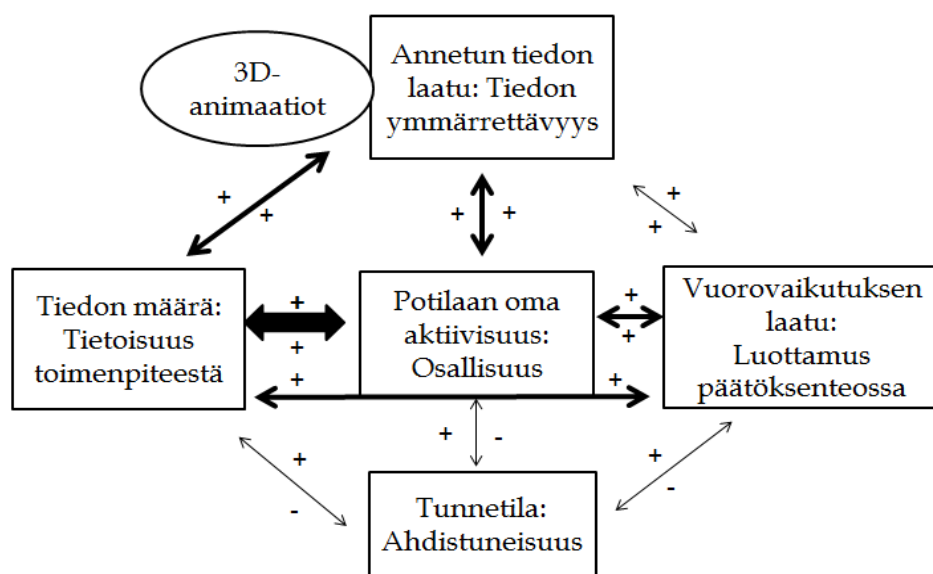 3D-
animaatiot
Annetun tiedon
laatu: Tiedon
ymmärrettävyys
+
+
+
+
+
+
Tiedon määrä:
Tietoisuus
toimenpiteestä
+
+
Potilaan oma
aktiivisuus:
Osallisuus
+
+
Vuorovaikutuksen
laatu:
Luottamus
päätöksenteossa
+
+
+
-
+
-
+
-
Tunnetila:
Ahdistuneisuus